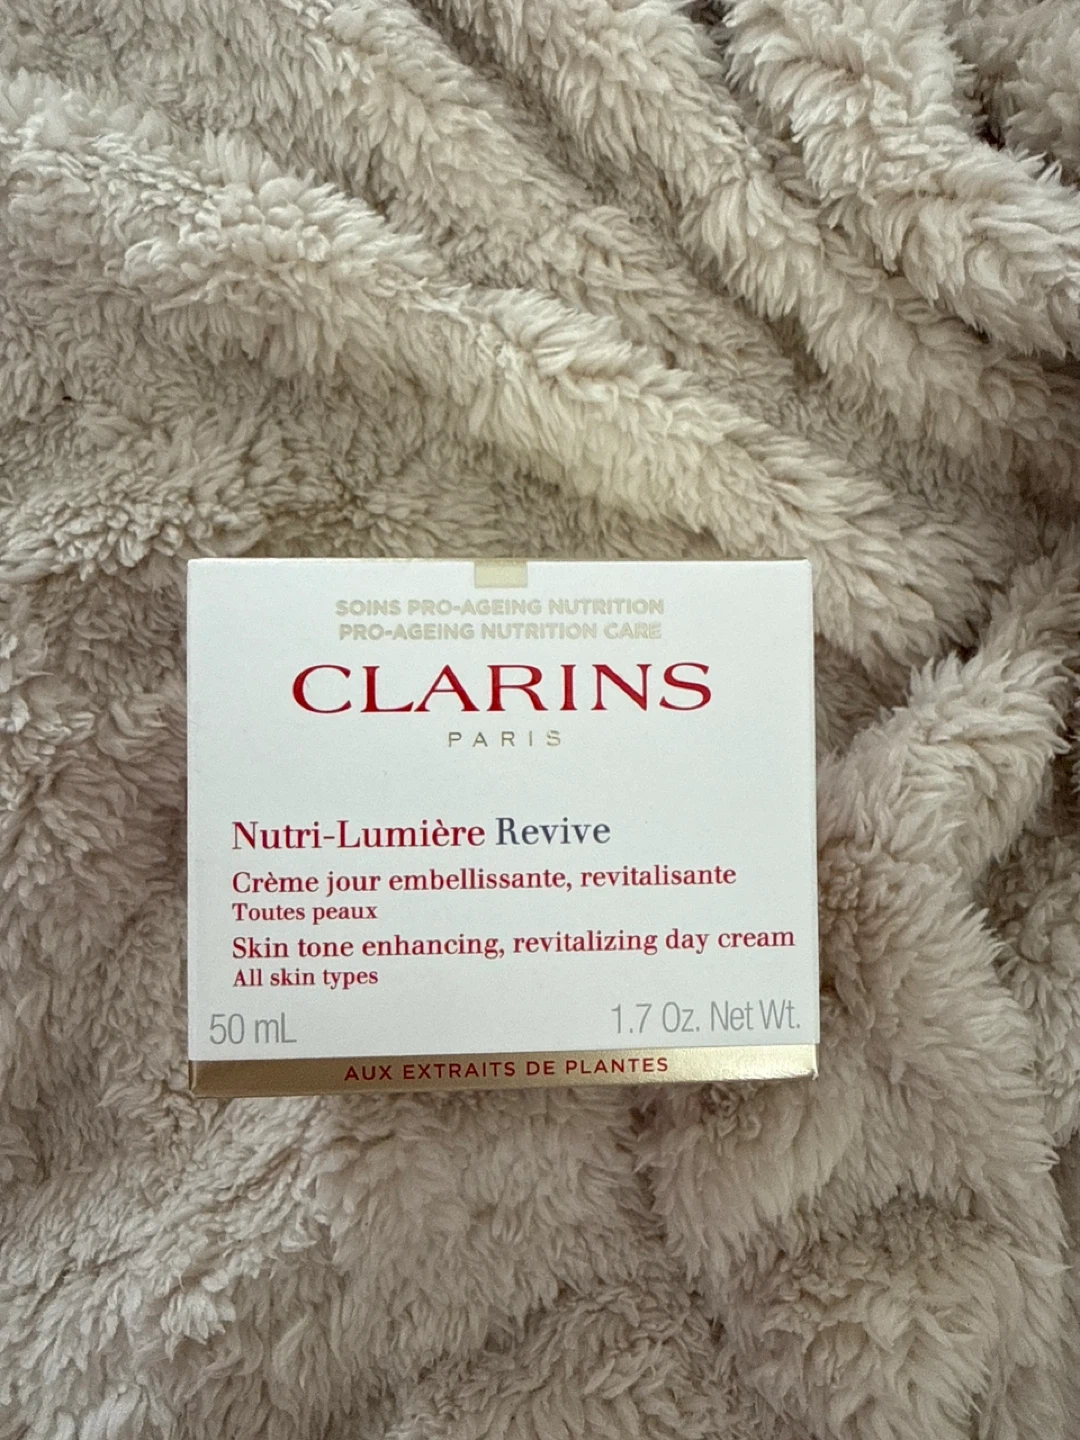 SOINS PRO-AGEING NUTRITION
PRO-AGEING NUTRITION CARE
CLARINS
PARIS
Nutri-Lumière Revive
Crème jour embellissante, revitalisante
Toutes peaux
Skin tone enhancing, revitalizing day cream
All skin types
50 mL
1.7 Oz. Net Wt.
AUX EXTRAITS DE PLANTES